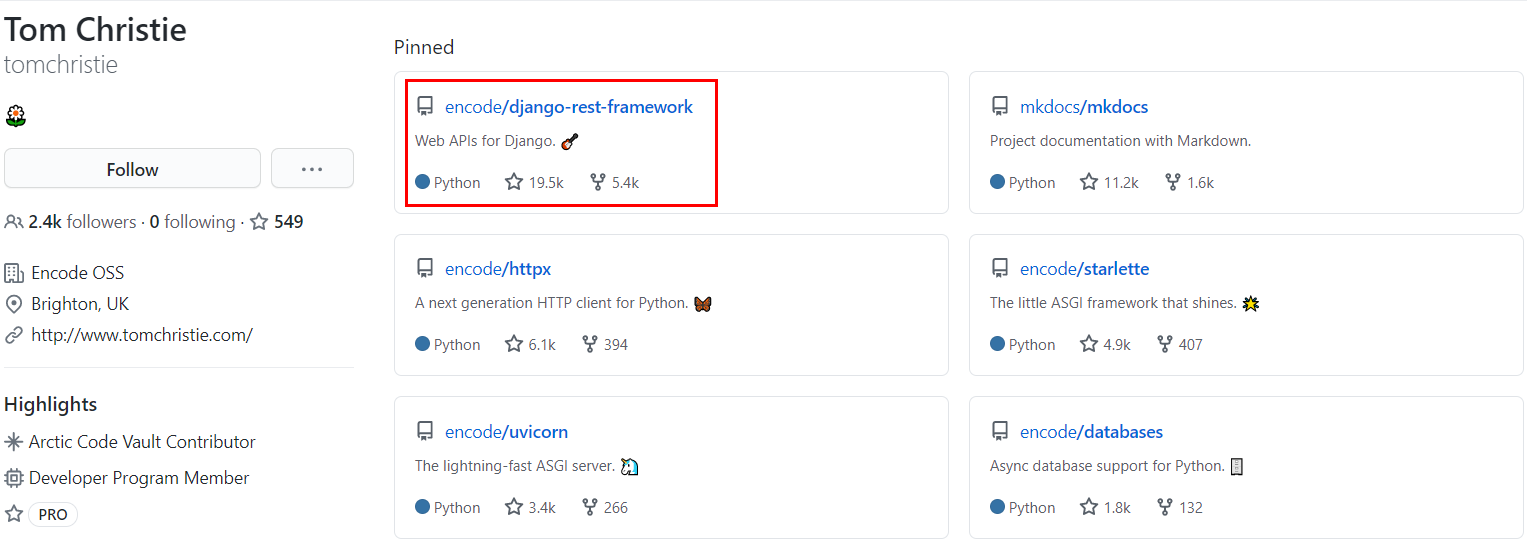 Tom Christie
tomchristie
Follow
...
2.4k followers · 0 following · 549
Encode OSS
Brighton, UK
http://www.tomchristie.com/
Highlights
Arctic Code Vault Contributor
Developer Program Member
PRO
Pinned
encode/django-rest-framework
Web APIs for Django.
Python 19.5k 5.4k
mkdocs/mkdocs
Project documentation with Markdown.
Python 11.2k 1.6k
encode/httpx
A next generation HTTP client for Python.
Python 6.1k 394
encode/starlette
The little ASGI framework that shines.
Python 4.9k 407
encode/uvicorn
The lightning-fast ASGI server.
Python 3.4k 266
encode/databases
Async database support for Python.
Python 1.8k 132